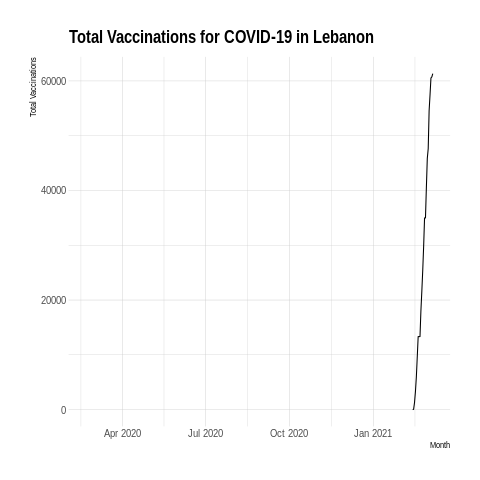 Total Vaccinations for COVID-19 in Lebanon
Total Vaccinations
60000
40000
20000
0
Apr 2020
Jul 2020
Oct 2020
Jan 2021
Month